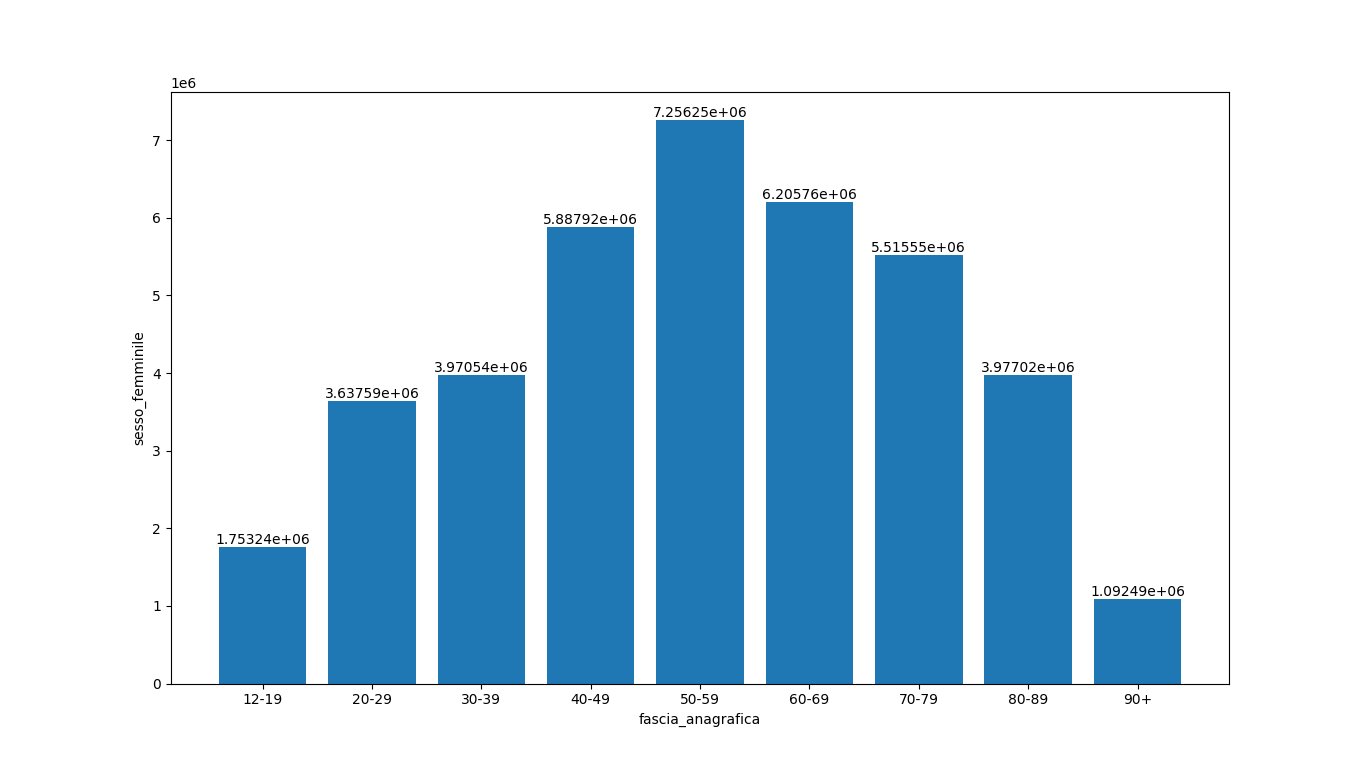 1e6
7.25625e+06
6.20576e+06
5.88792e+06
5.51555e+06
3.97054e+06
3.97702e+06
3.63759e+06
1.75324e+06
1.09249e+06
7
6
5
4
3
2
1
0
sesso_femminile
12-19 20-29 30-39 40-49 50-59 60-69 70-79 80-89 90+
fascia_anagrafica